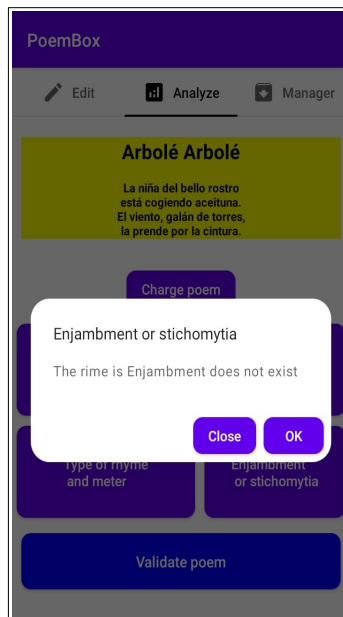 PoemBox
Edit
Analyze
Manager
Arbolé Arbolé
La niña del bello rostro
está cogiendo aceituna.
El viento, galán de torres,
la prende por la cintura.
Charge poem
Enjambment or stichomytia
The rime is Enjambment does not exist
Close
OK
Type of rhyme
and meter
Enjambment
or stichomytia
Validate poem